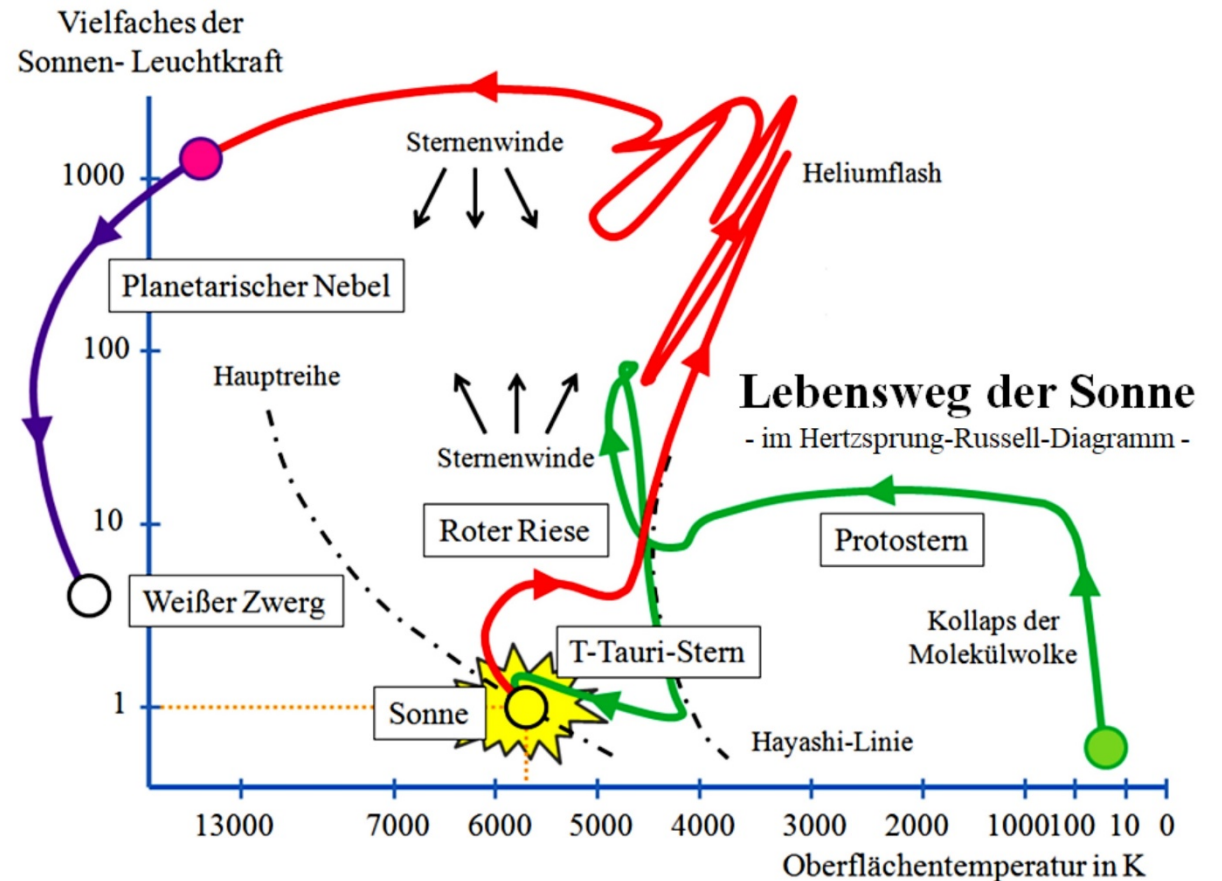 Vielfaches der
Sonnen- Leuchtkraft
Sternenwinde
1000
Heliumflash
Planetarischer Nebel
100
Hauptreihe
Lebensweg der Sonne
- im Hertzsprung-Russell-Diagramm -
Sternenwinde
10
Roter Riese
Protostern
Weißer Zwerg
Kollaps der
Molekülwolke
T-Tauri-Stern
1
Sonne
Hayashi-Linie
13000 7000 6000 5000 4000 3000 2000 1000 100 10 0
Oberflächentemperatur in K